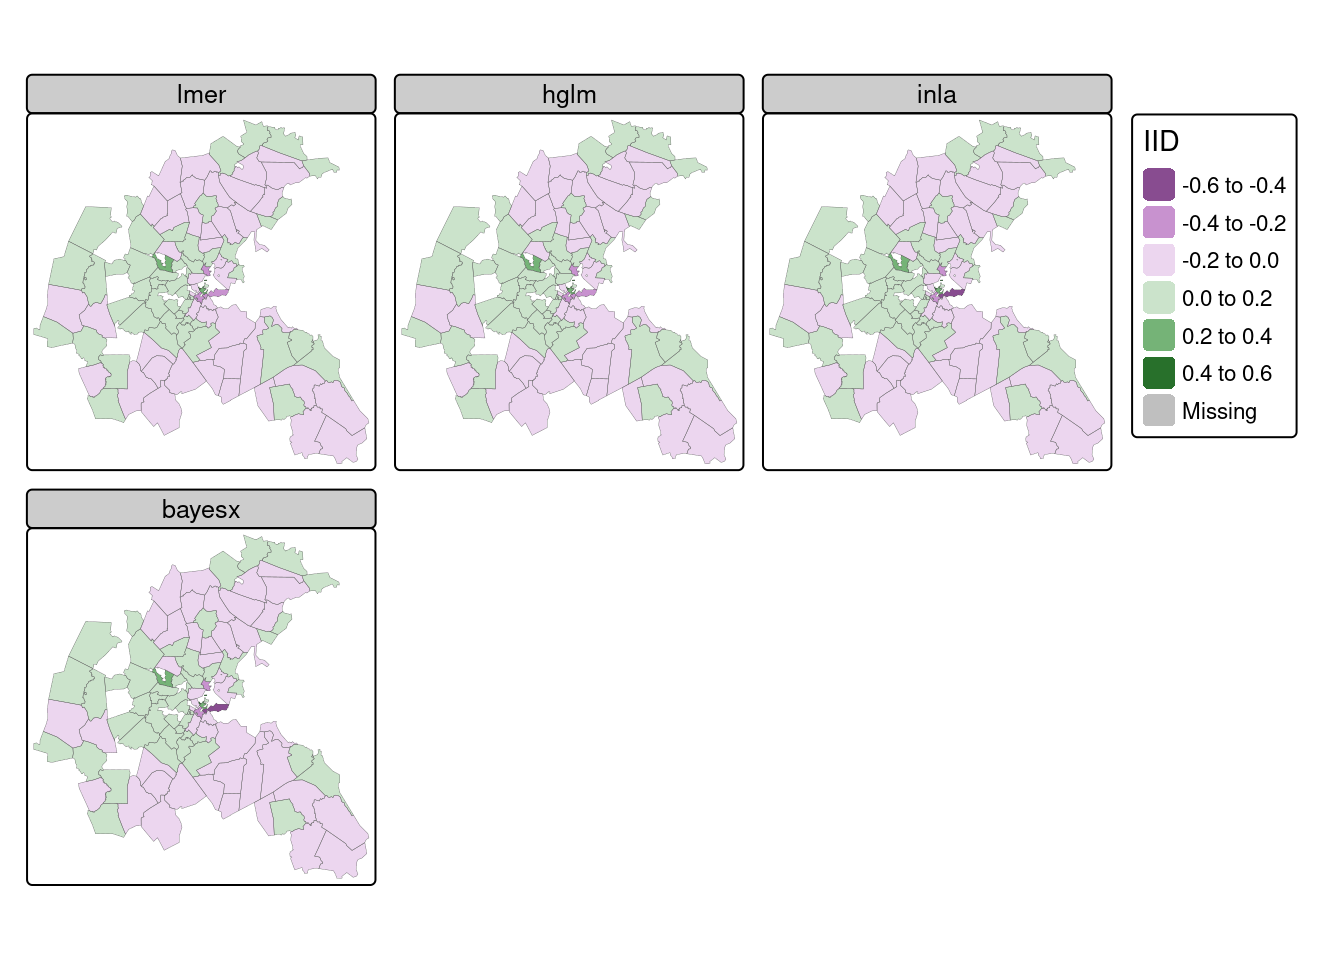 lmer
hglm
inla
IID
-0.6 to -0.4
-0.4 to -0.2
-0.2 to 0.0
0.0 to 0.2
0.2 to 0.4
0.4 to 0.6
Missing
bayesx